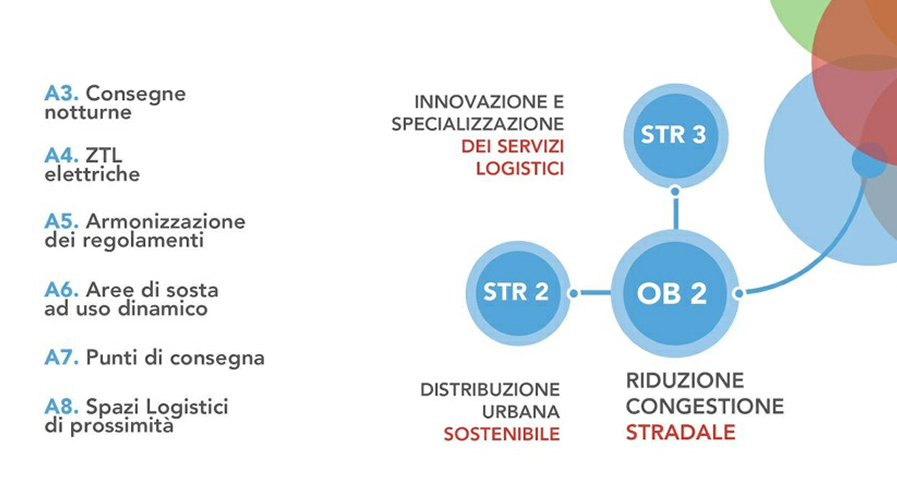 A3. Consegne
notturne
A4. ZTL
elettriche
A5. Armonizzazione
dei regolamenti
A6. Aree di sosta
ad uso dinamico
A7. Punti di consegna
A8. Spazi Logistici
di prossimità
INNOVAZIONE E
SPECIALIZZAZIONE
DEI SERVIZI
LOGISTICI
STR 3
STR 2
OB 2
DISTRIBUZIONE
URBANA
SOSTENIBILE
RIDUZIONE
CONGESTIONE
STRADALE